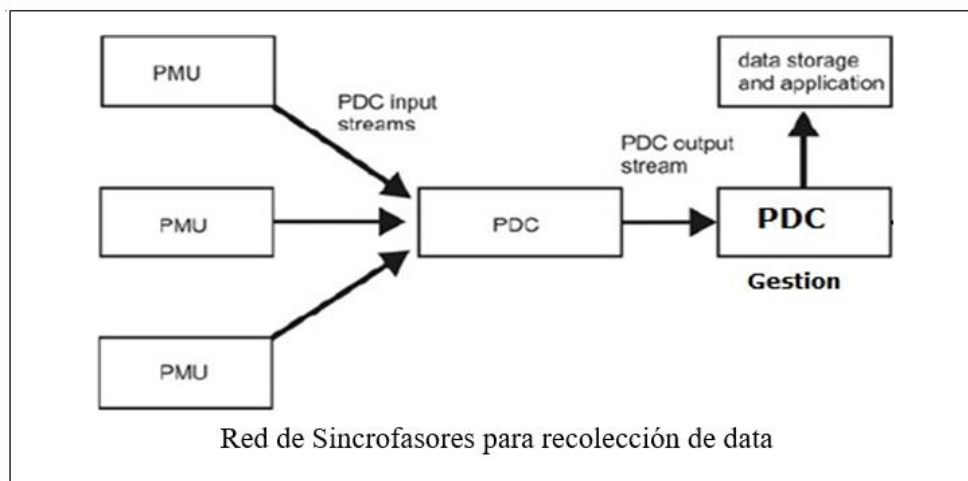 PMU
PDC input
streams
PMU
PMU
PDC
PDC output
stream
data storage
and application
PDC
Gestion
Red de Sincrofasores para recolección de data